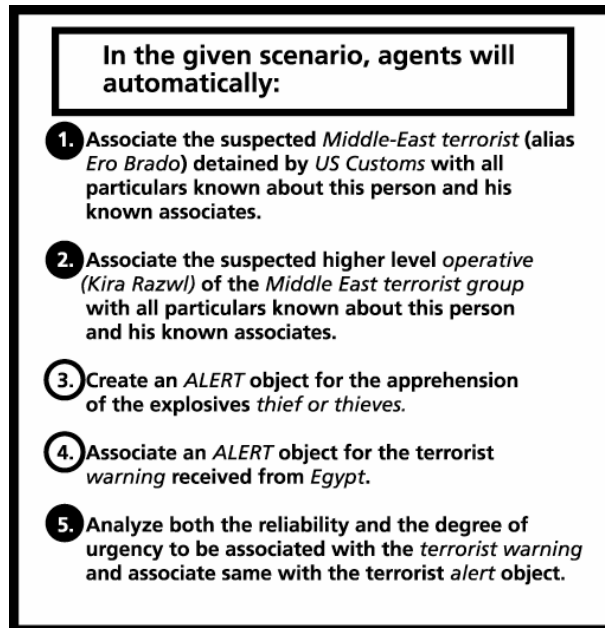 In the given scenario, agents will
automatically:
1. Associate the suspected Middle-East terrorist (alias
Ero Brado) detained by US Customs with all
particulars known about this person and his
known associates.
2. Associate the suspected higher level operative
(Kira Razwl) of the Middle East terrorist group
with all particulars known about this person
and his known associates.
3. Create an ALERT object for the apprehension
of the explosives thief or thieves.
4. Associate an ALERT object for the terrorist
warning received from Egypt.
5. Analyze both the reliability and the degree of
urgency to be associated with the terrorist warning
and associate same with the terrorist alert object.